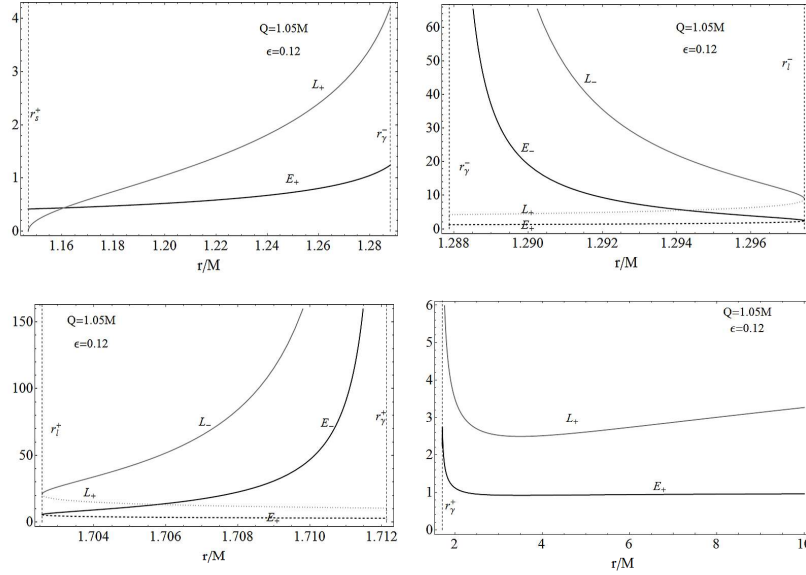 4
3
2
1
0
Q=1.05M
ϵ=0.12
L₊
E₊
rₛ⁺
r_γ⁻
1.16 1.18 1.20 1.22 1.24 1.26 1.28
r/M
60
50
40
30
20
10
0
Q=1.05M
ϵ=0.12
L₋
E₋
L₊
E₊
r_γ⁻
r_l⁻
1.288 1.290 1.292 1.294 1.296
r/M
150
100
50
0
Q=1.05M
ϵ=0.12
L₋
E₋
L₊
E₊
r_l⁺
r_γ⁺
1.704 1.706 1.708 1.710 1.712
r/M
6
5
4
3
2
1
0
Q=1.05M
ϵ=0.12
L₊
E₊
r_γ⁺
2 4 6 8 10
r/M